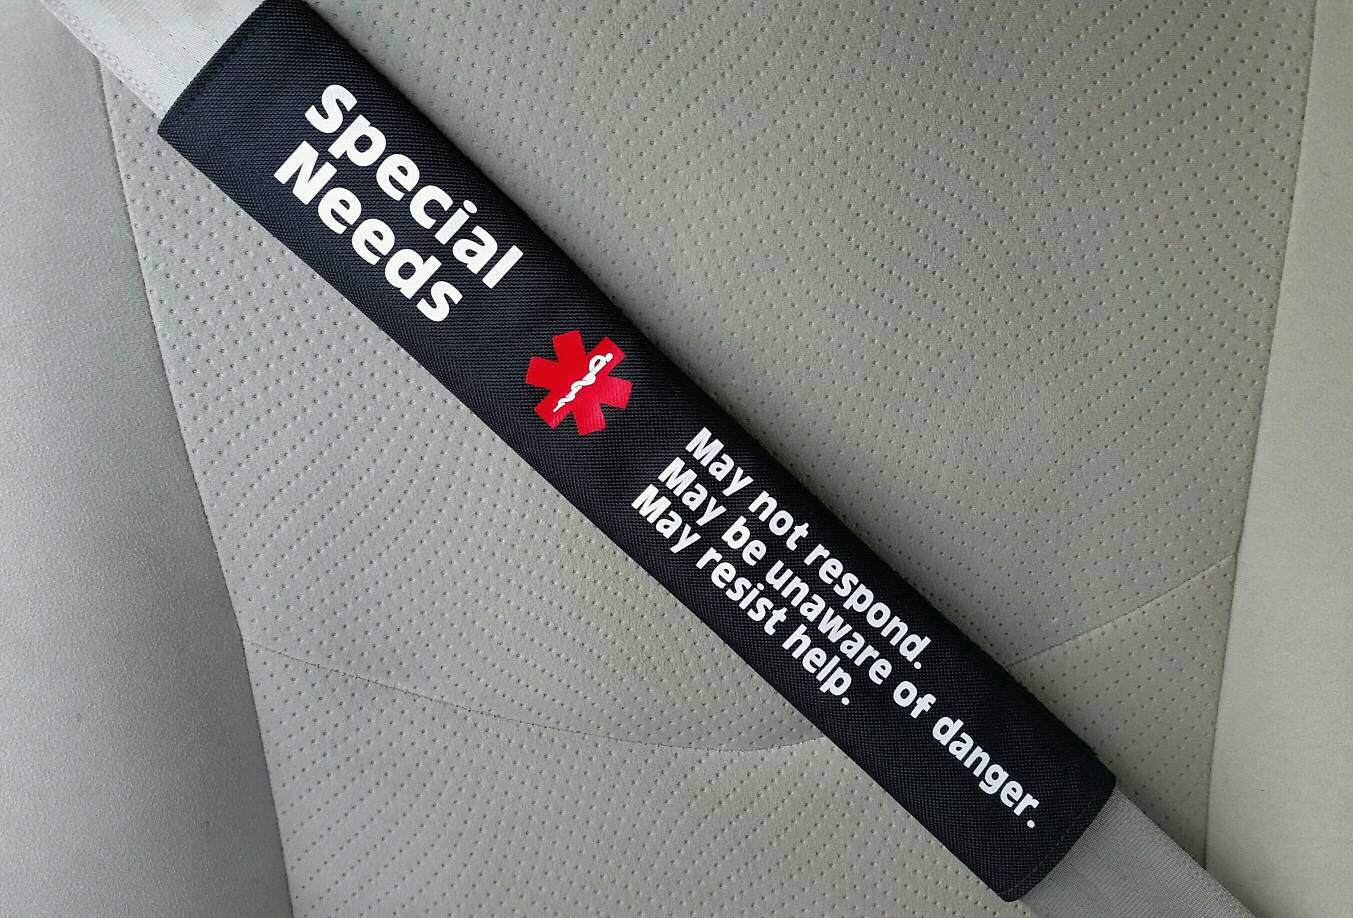 Special
Needs
May not respond.
May be unaware of danger.
May resist help.